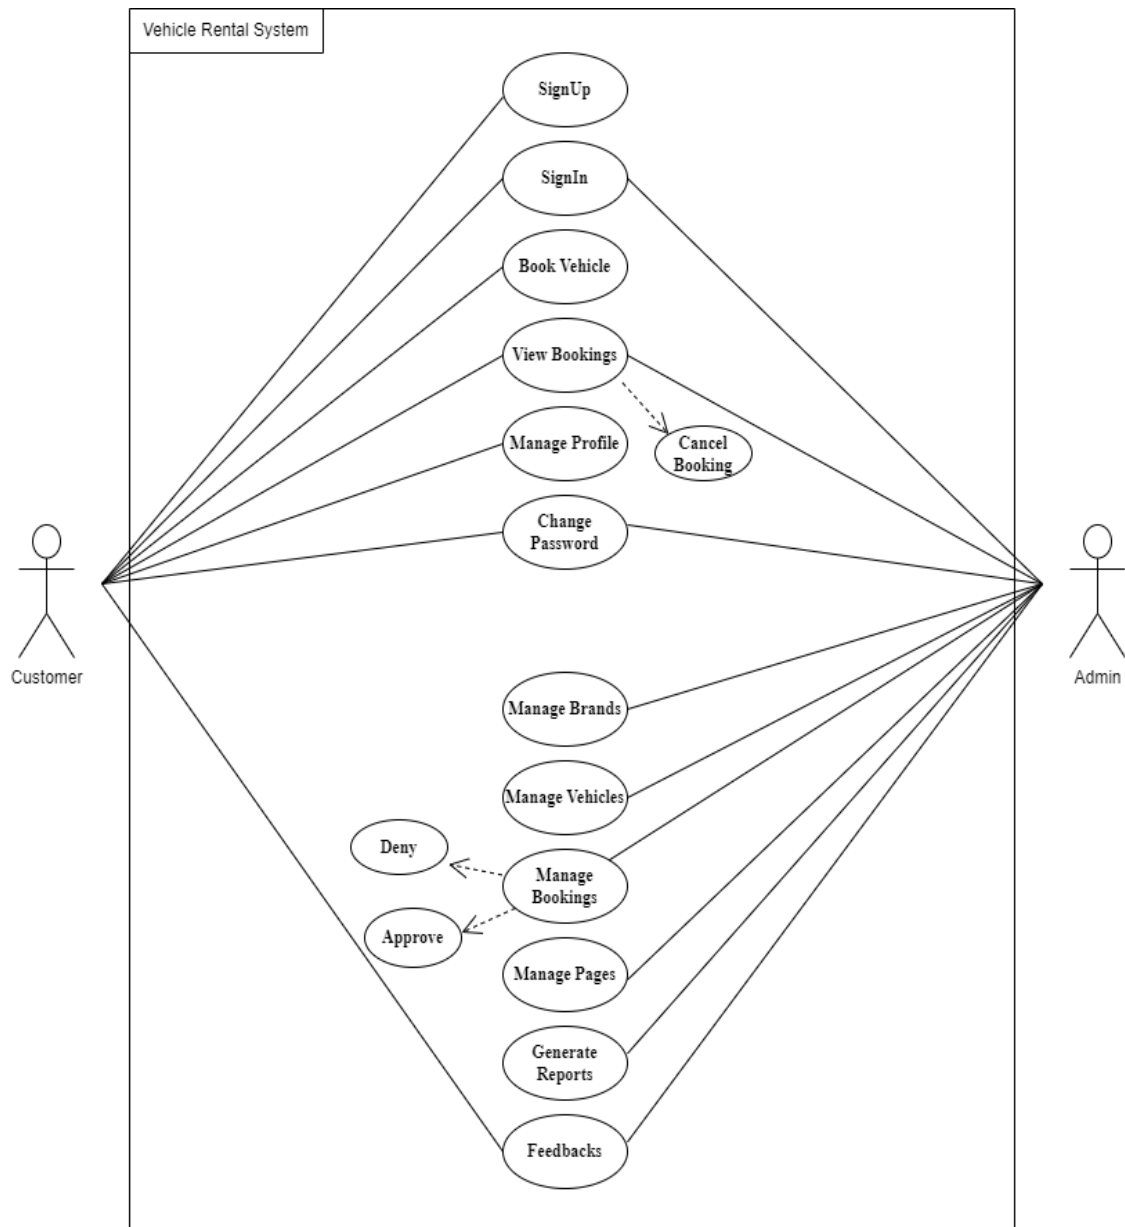 Vehicle Rental System
SignUp
SignIn
Book Vehicle
View Bookings
Manage Profile
Cancel
Booking
Change
Password
Customer
Admin
Manage Brands
Manage Vehicles
Deny
Manage
Bookings
Approve
Manage Pages
Generate
Reports
Feedbacks